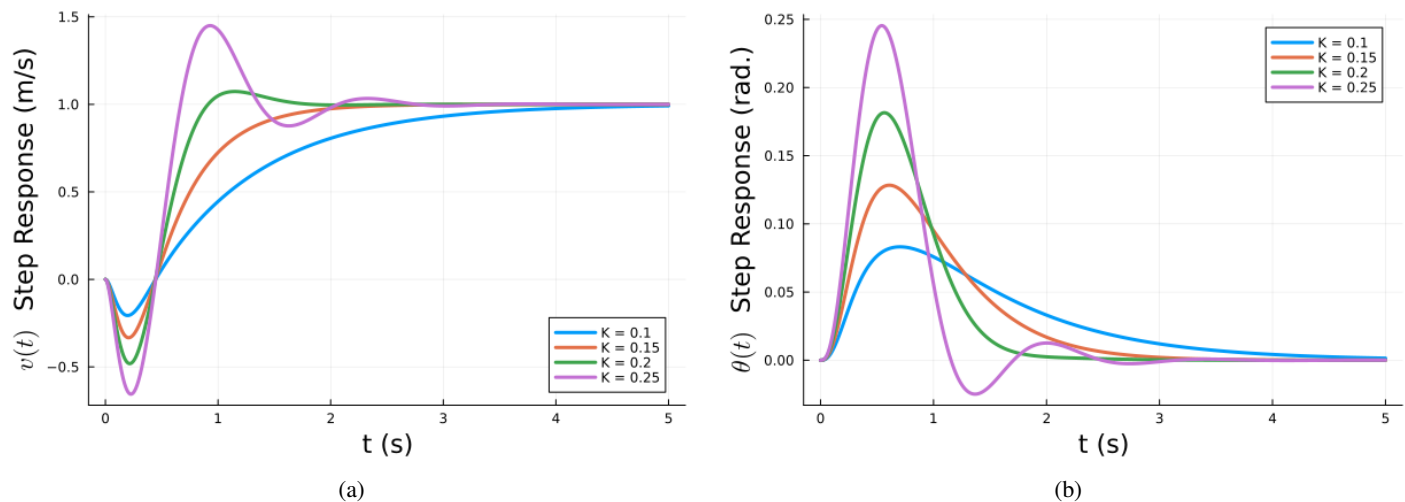 v(t) Step Response (m/s)
1.5
1.0
0.5
0.0
−0.5
K = 0.1
K = 0.15
K = 0.2
K = 0.25
0 1 2 3 4 5
t (s)
(a)
θ(t) Step Response (rad.)
0.25
0.20
0.15
0.10
0.05
0.00
K = 0.1
K = 0.15
K = 0.2
K = 0.25
0 1 2 3 4 5
t (s)
(b)